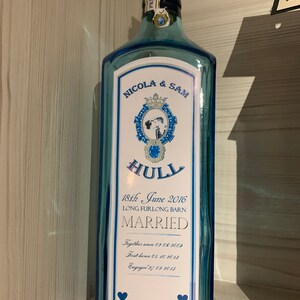 NICOLA & SAM
HULL
18th June 2016
LONG FURLONG BARN
MARRIED
Together since
First home
Engaged